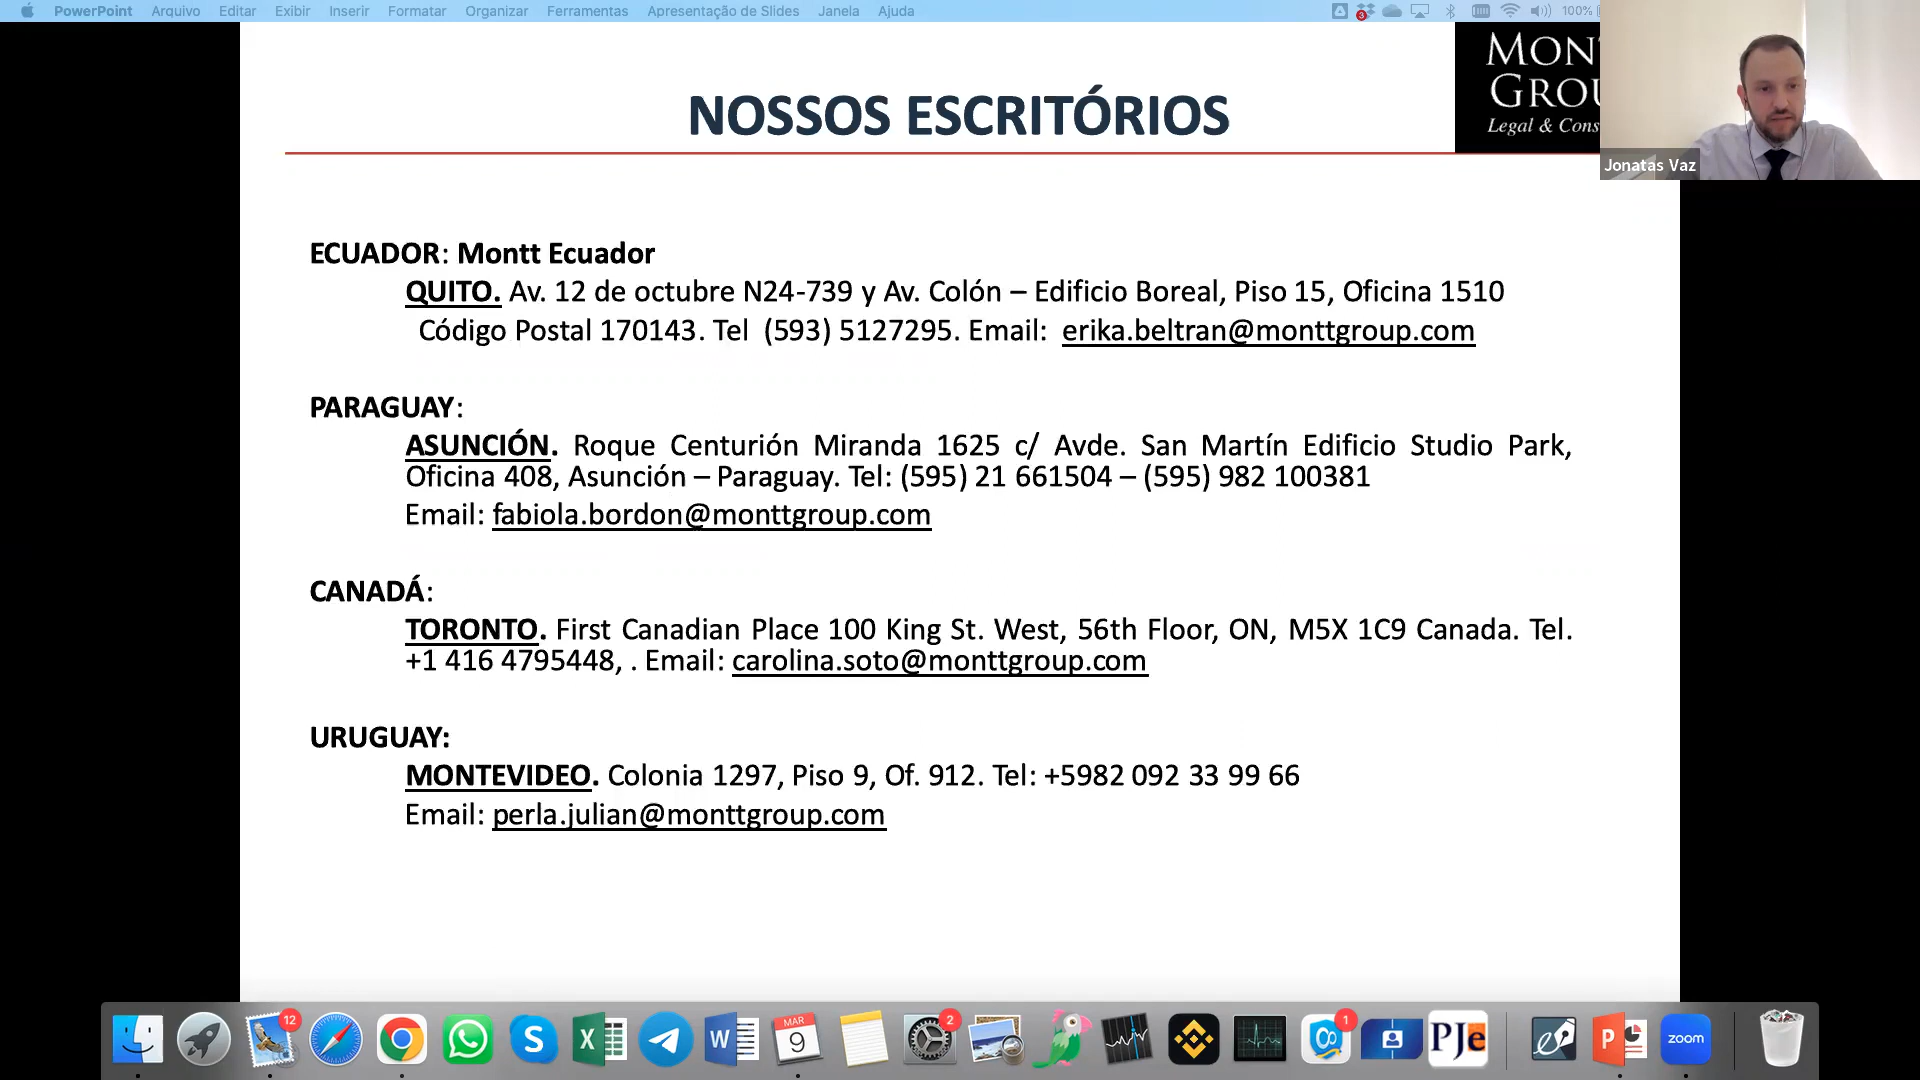 PowerPoint Arquivo Editar Exibir Inserir Formatar Organizar Ferramentas Apresentação de Slides Janela Ajuda 3 100%
MON
GRO
Legal & Cons
Jonatas Vaz
NOSSOS ESCRITÓRIOS
ECUADOR: Montt Ecuador
QUITO. Av. 12 de octubre N24-739 y Av. Colón – Edificio Boreal, Piso 15, Oficina 1510
Código Postal 170143. Tel (593) 5127295. Email: erika.beltran@monttgroup.com
PARAGUAY:
ASUNCIÓN. Roque Centurión Miranda 1625 c/ Avde. San Martín Edificio Studio Park,
Oficina 408, Asunción – Paraguay. Tel: (595) 21 661504 – (595) 982 100381
Email: fabiola.bordon@monttgroup.com
CANADÁ:
TORONTO. First Canadian Place 100 King St. West, 56th Floor, ON, M5X 1C9 Canada. Tel.
+1 416 4795448, . Email: carolina.soto@monttgroup.com
URUGUAY:
MONTEVIDEO. Colonia 1297, Piso 9, Of. 912. Tel: +5982 092 33 99 66
Email: perla.julian@monttgroup.com
12 S X W MAR 9 2 1 PJe P zoom